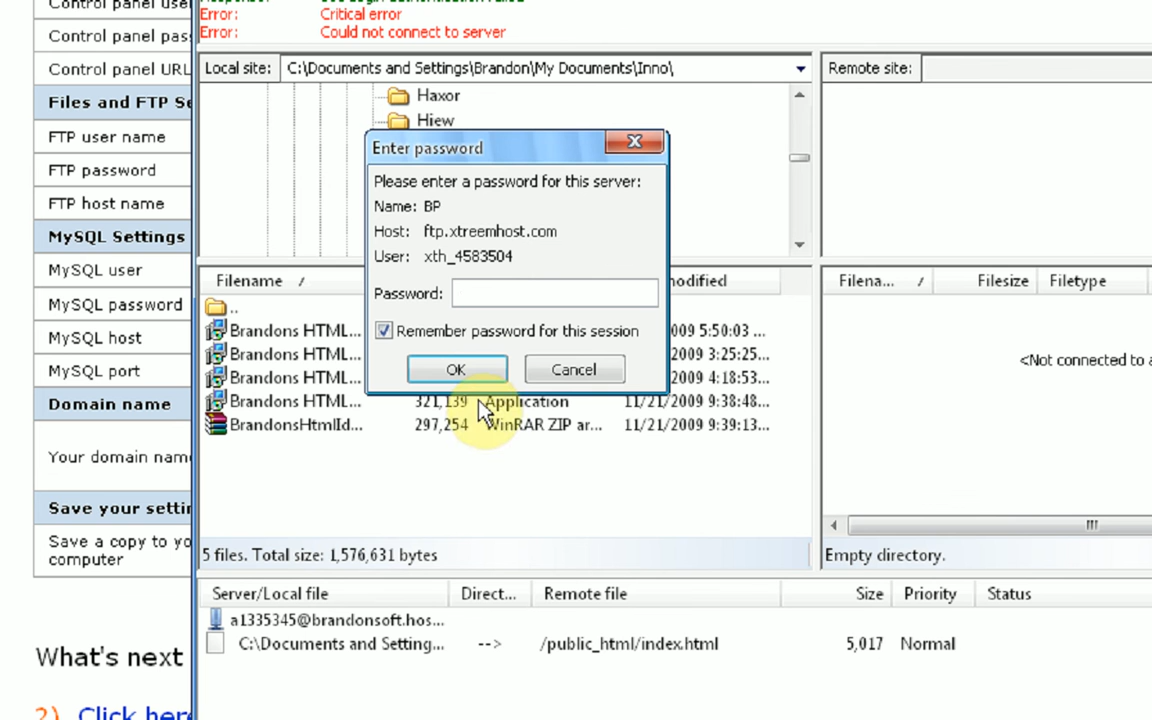 Control panel use
Control panel pas
Control panel URL
Files and FTP Se
FTP user name
FTP password
FTP host name
MySQL Settings
MySQL user
MySQL password
MySQL host
MySQL port
Domain name
Your domain nam
Save your settin
Save a copy to yo
computer
What's next
2) Click here
Error: Critical error
Error: Could not connect to server
Local site: C:\Documents and Settings\Brandon\My Documents\Inno\
Remote site:
Haxor
Hiew
Enter password
Please enter a password for this server:
Name: BP
Host: ftp.xtreemhost.com
User: xth_4583504
Password:
Remember password for this session
OK Cancel
Filename / modified
..
Brandons HTML... 009 5:50:03 ...
Brandons HTML... 2009 3:25:25...
Brandons HTML... 2009 4:18:53...
Brandons HTML... 321,139 Application 11/21/2009 9:38:48...
BrandonsHtmlId... 297,254 WinRAR ZIP ar... 11/21/2009 9:39:13...
5 files. Total size: 1,576,631 bytes
Filena... / Filesize Filetype
<Not connected to a
Empty directory.
Server/Local file Direct... Remote file Size Priority Status
a1335345@brandonsoft.hos...
C:\Documents and Setting... --> /public_html/index.html 5,017 Normal